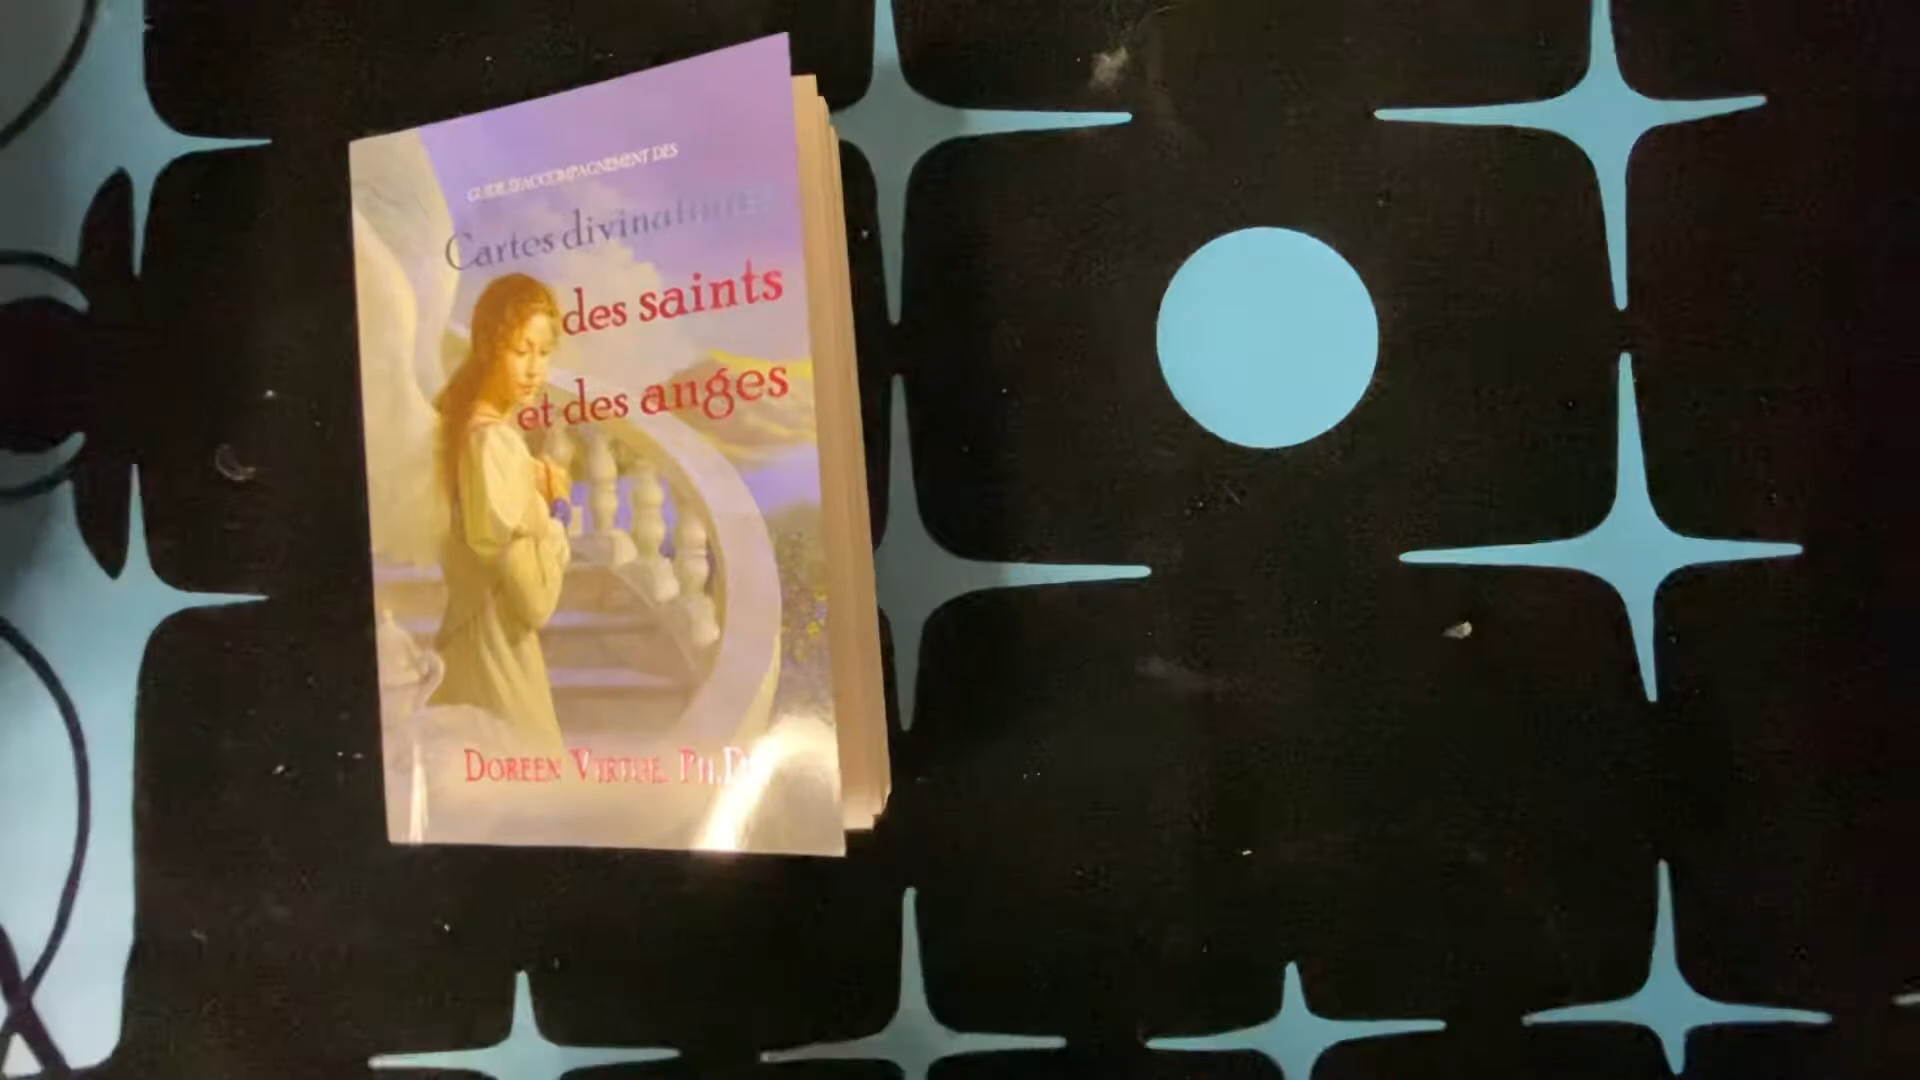 GUIDE D'ACCOMPAGNEMENT DES
Cartes divinatoires
des saints
et des anges
DOREEN VIRTUE, PH.D.